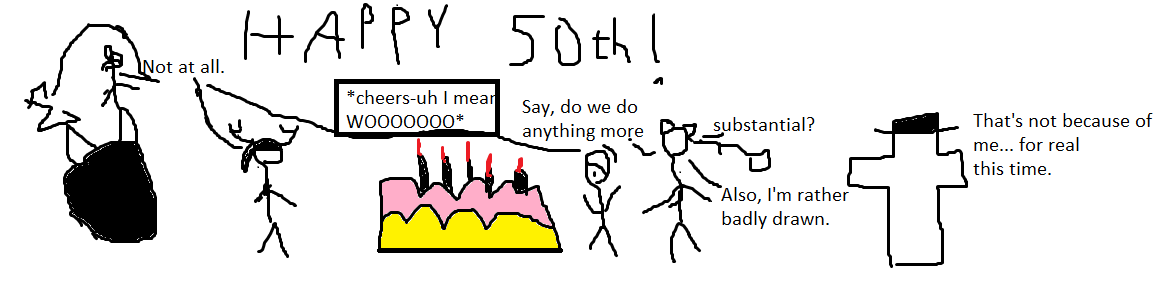 HAPPY 50th!
Not at all.
*cheers-uh I mean
WOOOOOOO*
Say, do we do
anything more
substantial?
Also, I'm rather
badly drawn.
That's not because of
me... for real
this time.